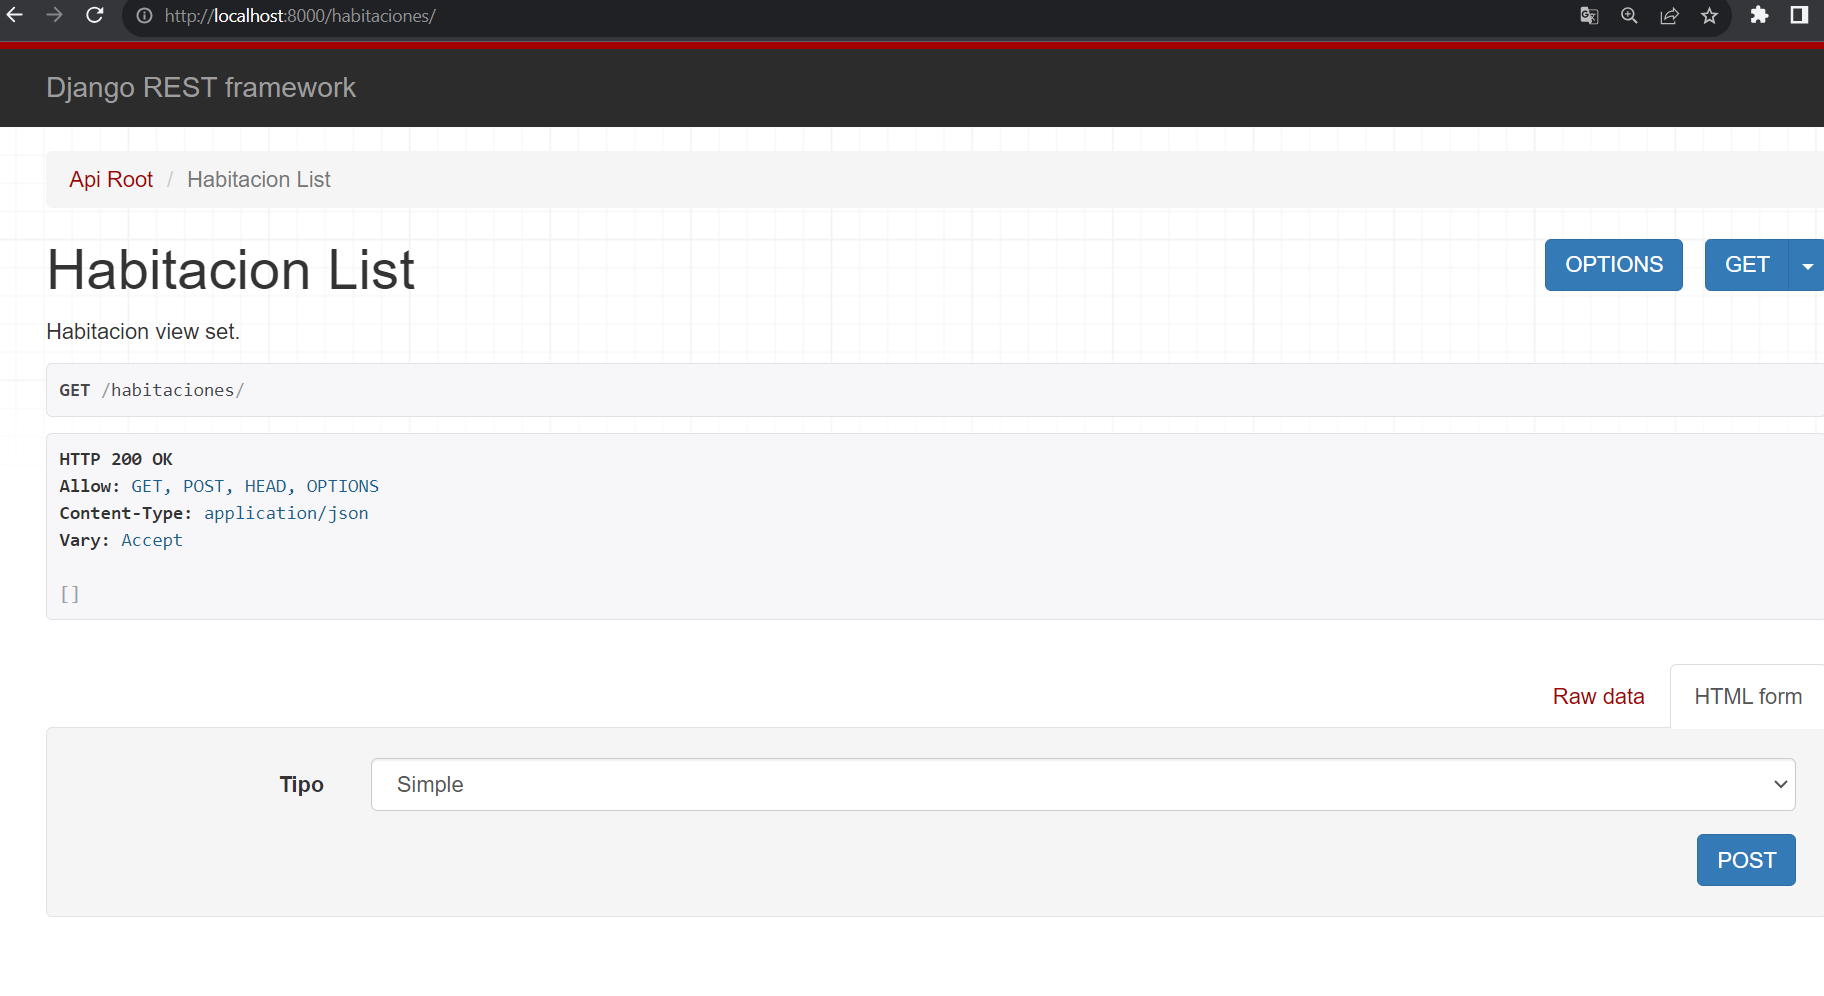 http://localhost:8000/habitaciones/
Django REST framework
Api Root / Habitacion List
Habitacion List
OPTIONS
GET
Habitacion view set.
GET /habitaciones/
HTTP 200 OK
Allow: GET, POST, HEAD, OPTIONS
Content-Type: application/json
Vary: Accept
[]
Raw data
HTML form
Tipo
Simple
POST